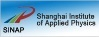 Shanghai Institute
of Applied Physics
SINAP